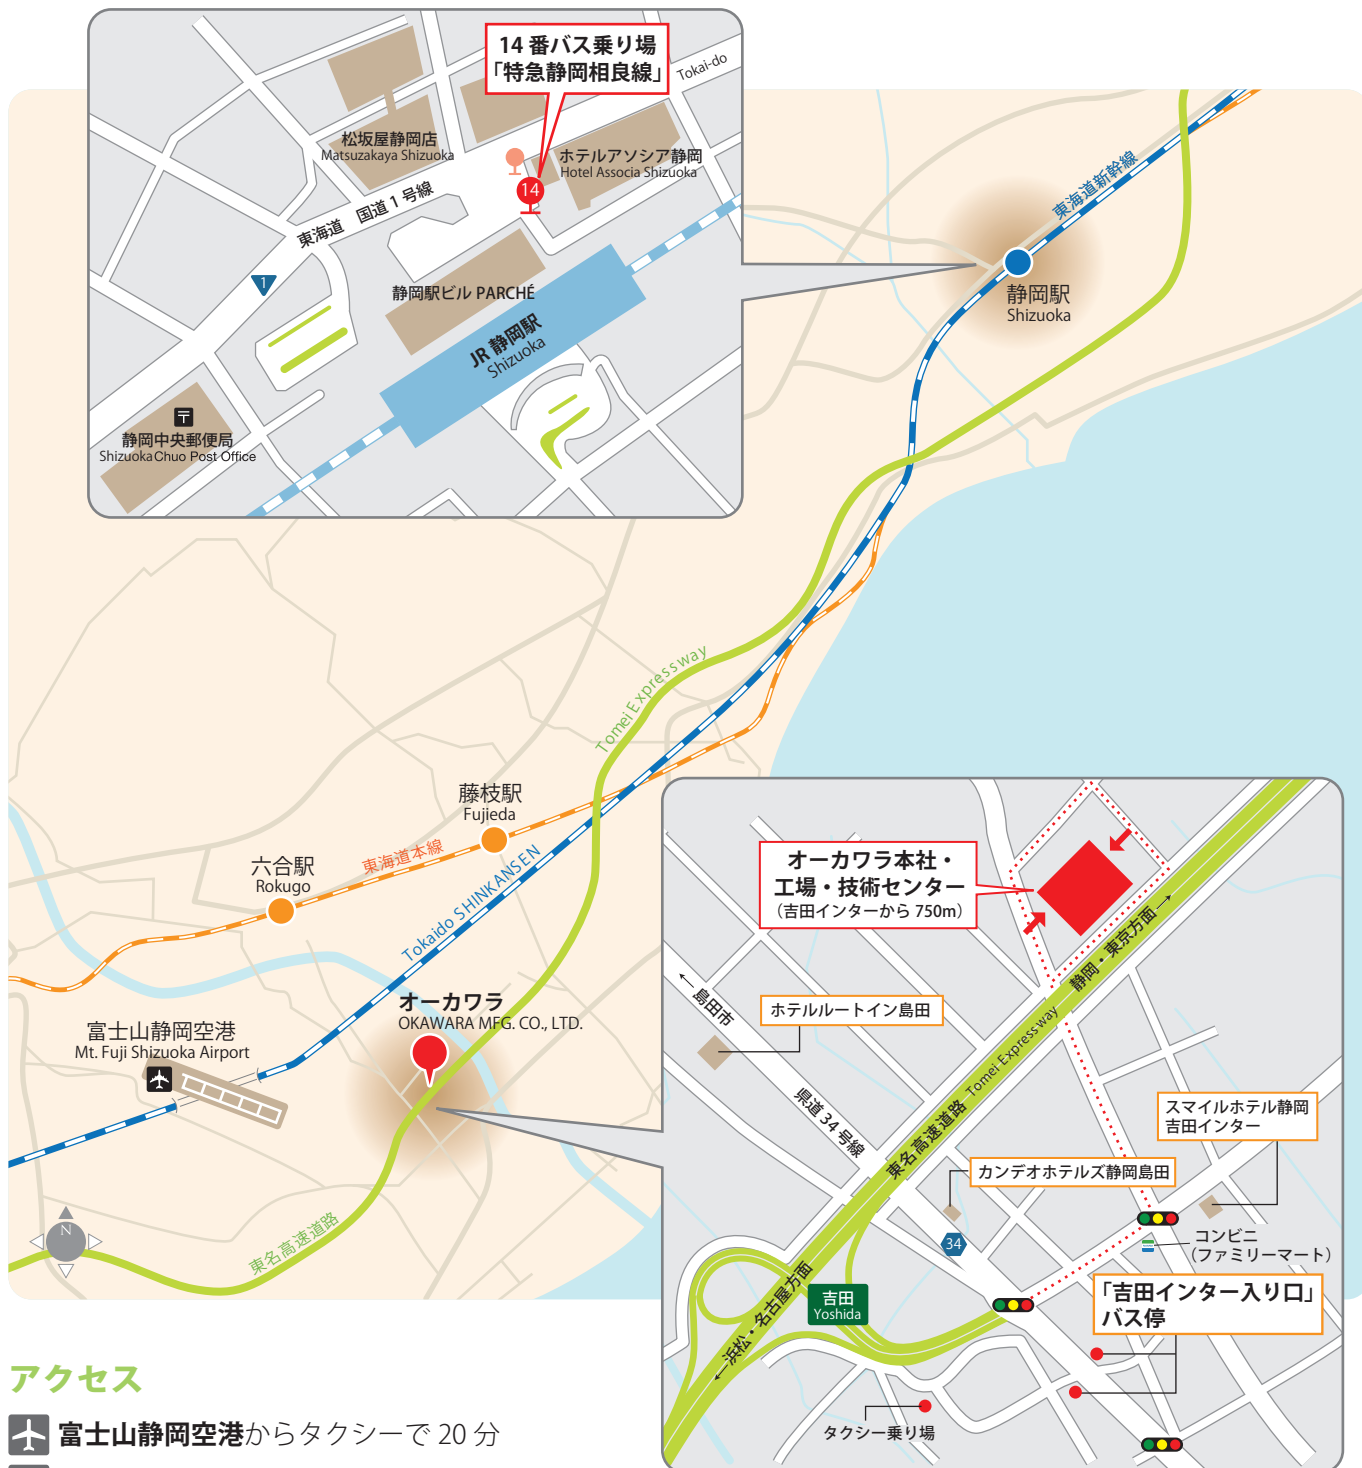 14 番バス乗り場
「特急静岡相良線」
Tokai-do
松坂屋静岡店
Matsuzakaya Shizuoka
ホテルアソシア静岡
Hotel Associa Shizuoka
14
東海道　国道 1 号線
1
静岡駅ビル PARCHÉ
JR 静岡駅
Shizuoka
静岡中央郵便局
Shizuoka Chuo Post Office
東海道新幹線
静岡駅
Shizuoka
Tomei Expressway
藤枝駅
Fujieda
六合駅
Rokugo
東海道本線
Tokaido SHINKANSEN
オーカワラ
OKAWARA MFG. CO., LTD.
富士山静岡空港
Mt. Fuji Shizuoka Airport
N
東名高速道路
オーカワラ本社・
工場・技術センター
（吉田インターから 750m）
静岡・東京方面→
←島田市
ホテルルートイン島田
県道 34 号線
東名高速道路 Tomei Expressway
スマイルホテル静岡
吉田インター
カンデオホテルズ静岡島田
34
コンビニ
（ファミリーマート）
吉田
Yoshida
「吉田インター入り口」
バス停
←浜松・名古屋方面
タクシー乗り場
アクセス
富士山静岡空港からタクシーで 20 分